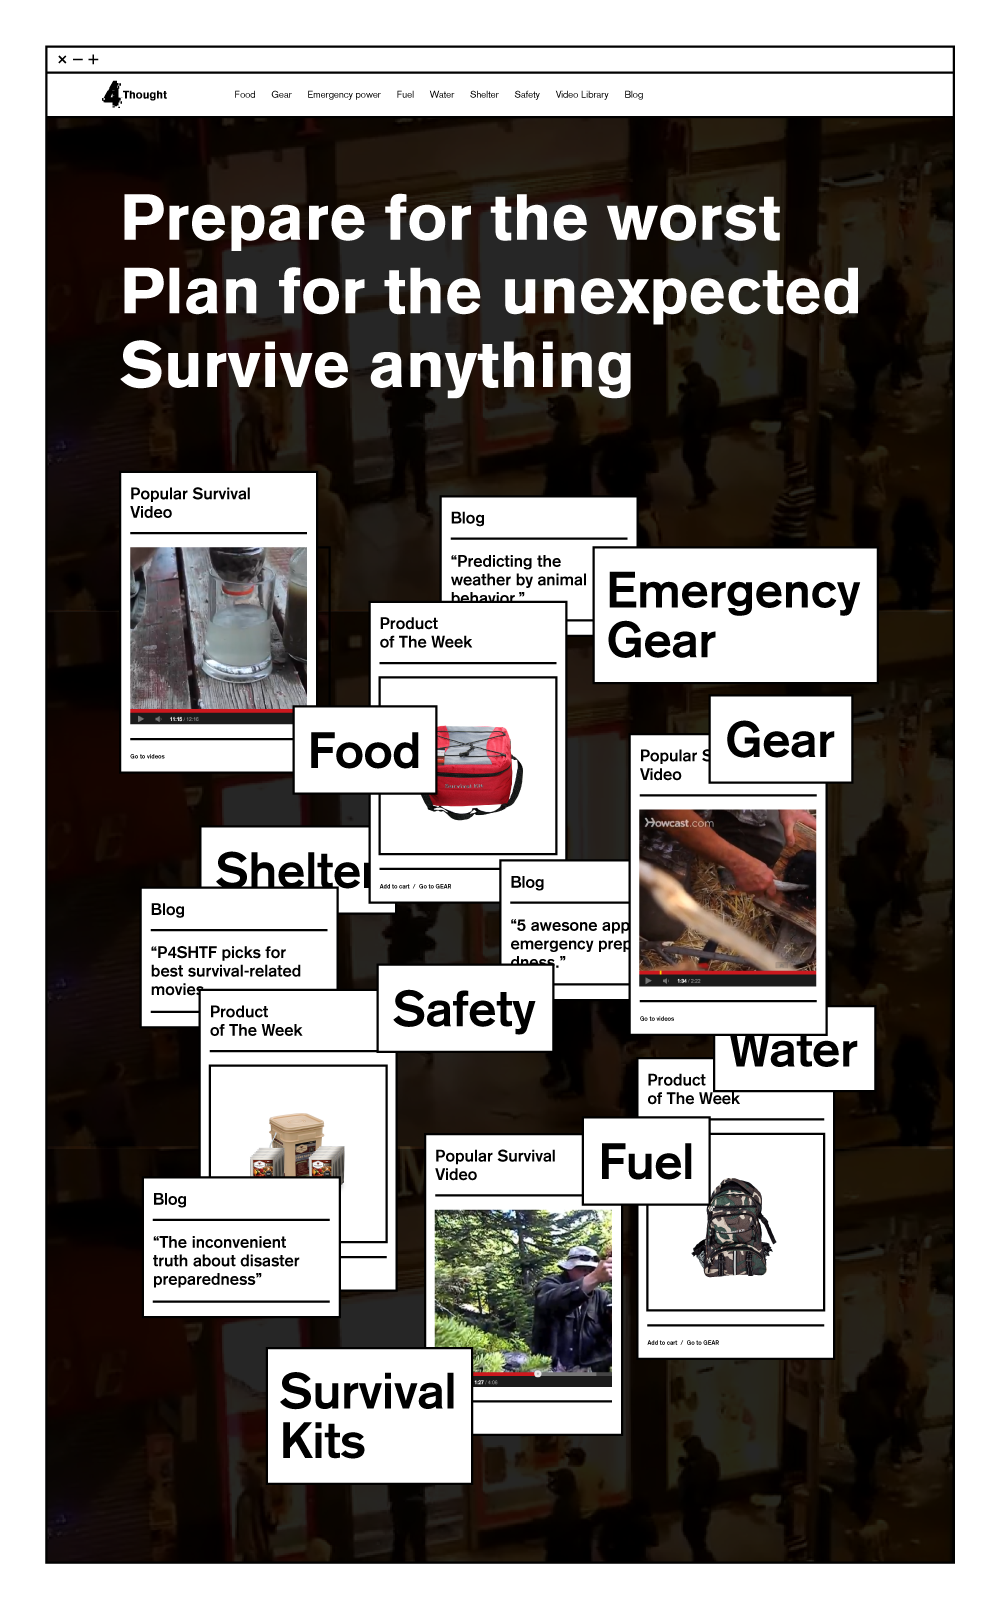 4 Thought
Food Gear Emergency power Fuel Water Shelter Safety Video Library Blog
Prepare for the worst
Plan for the unexpected
Survive anything
Popular Survival
Video
11:15 / 12:16
Go to videos
Blog
“Predicting the
weather by animal
behavior.”
Emergency
Gear
Product
of The Week
Survival Kit
Add to cart / Go to GEAR
Food
Gear
Popular S
Video
Howcast.com
1:34 / 2:22
Go to videos
Shelter
Blog
“P4SHTF picks for
best survival-related
movies
Blog
“5 awesone app
emergency prep
dness.”
Safety
Water
Product
of The Week
Product
of The Week
Add to cart / Go to GEAR
Fuel
Popular Survival
Video
1:27 / 4:06
Blog
“The inconvenient
truth about disaster
preparedness”
Survival
Kits